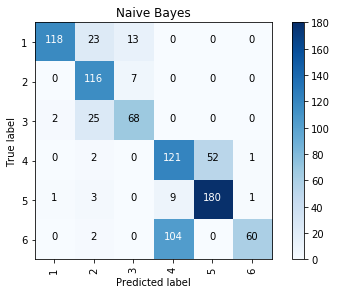 Naive Bayes
180
160
140
120
100
80
60
40
20
0
True label
1 118 23 13 0 0 0
2 0 116 7 0 0 0
3 2 25 68 0 0 0
4 0 2 0 121 52 1
5 1 3 0 9 180 1
6 0 2 0 104 0 60
1 2 3 4 5 6
Predicted label